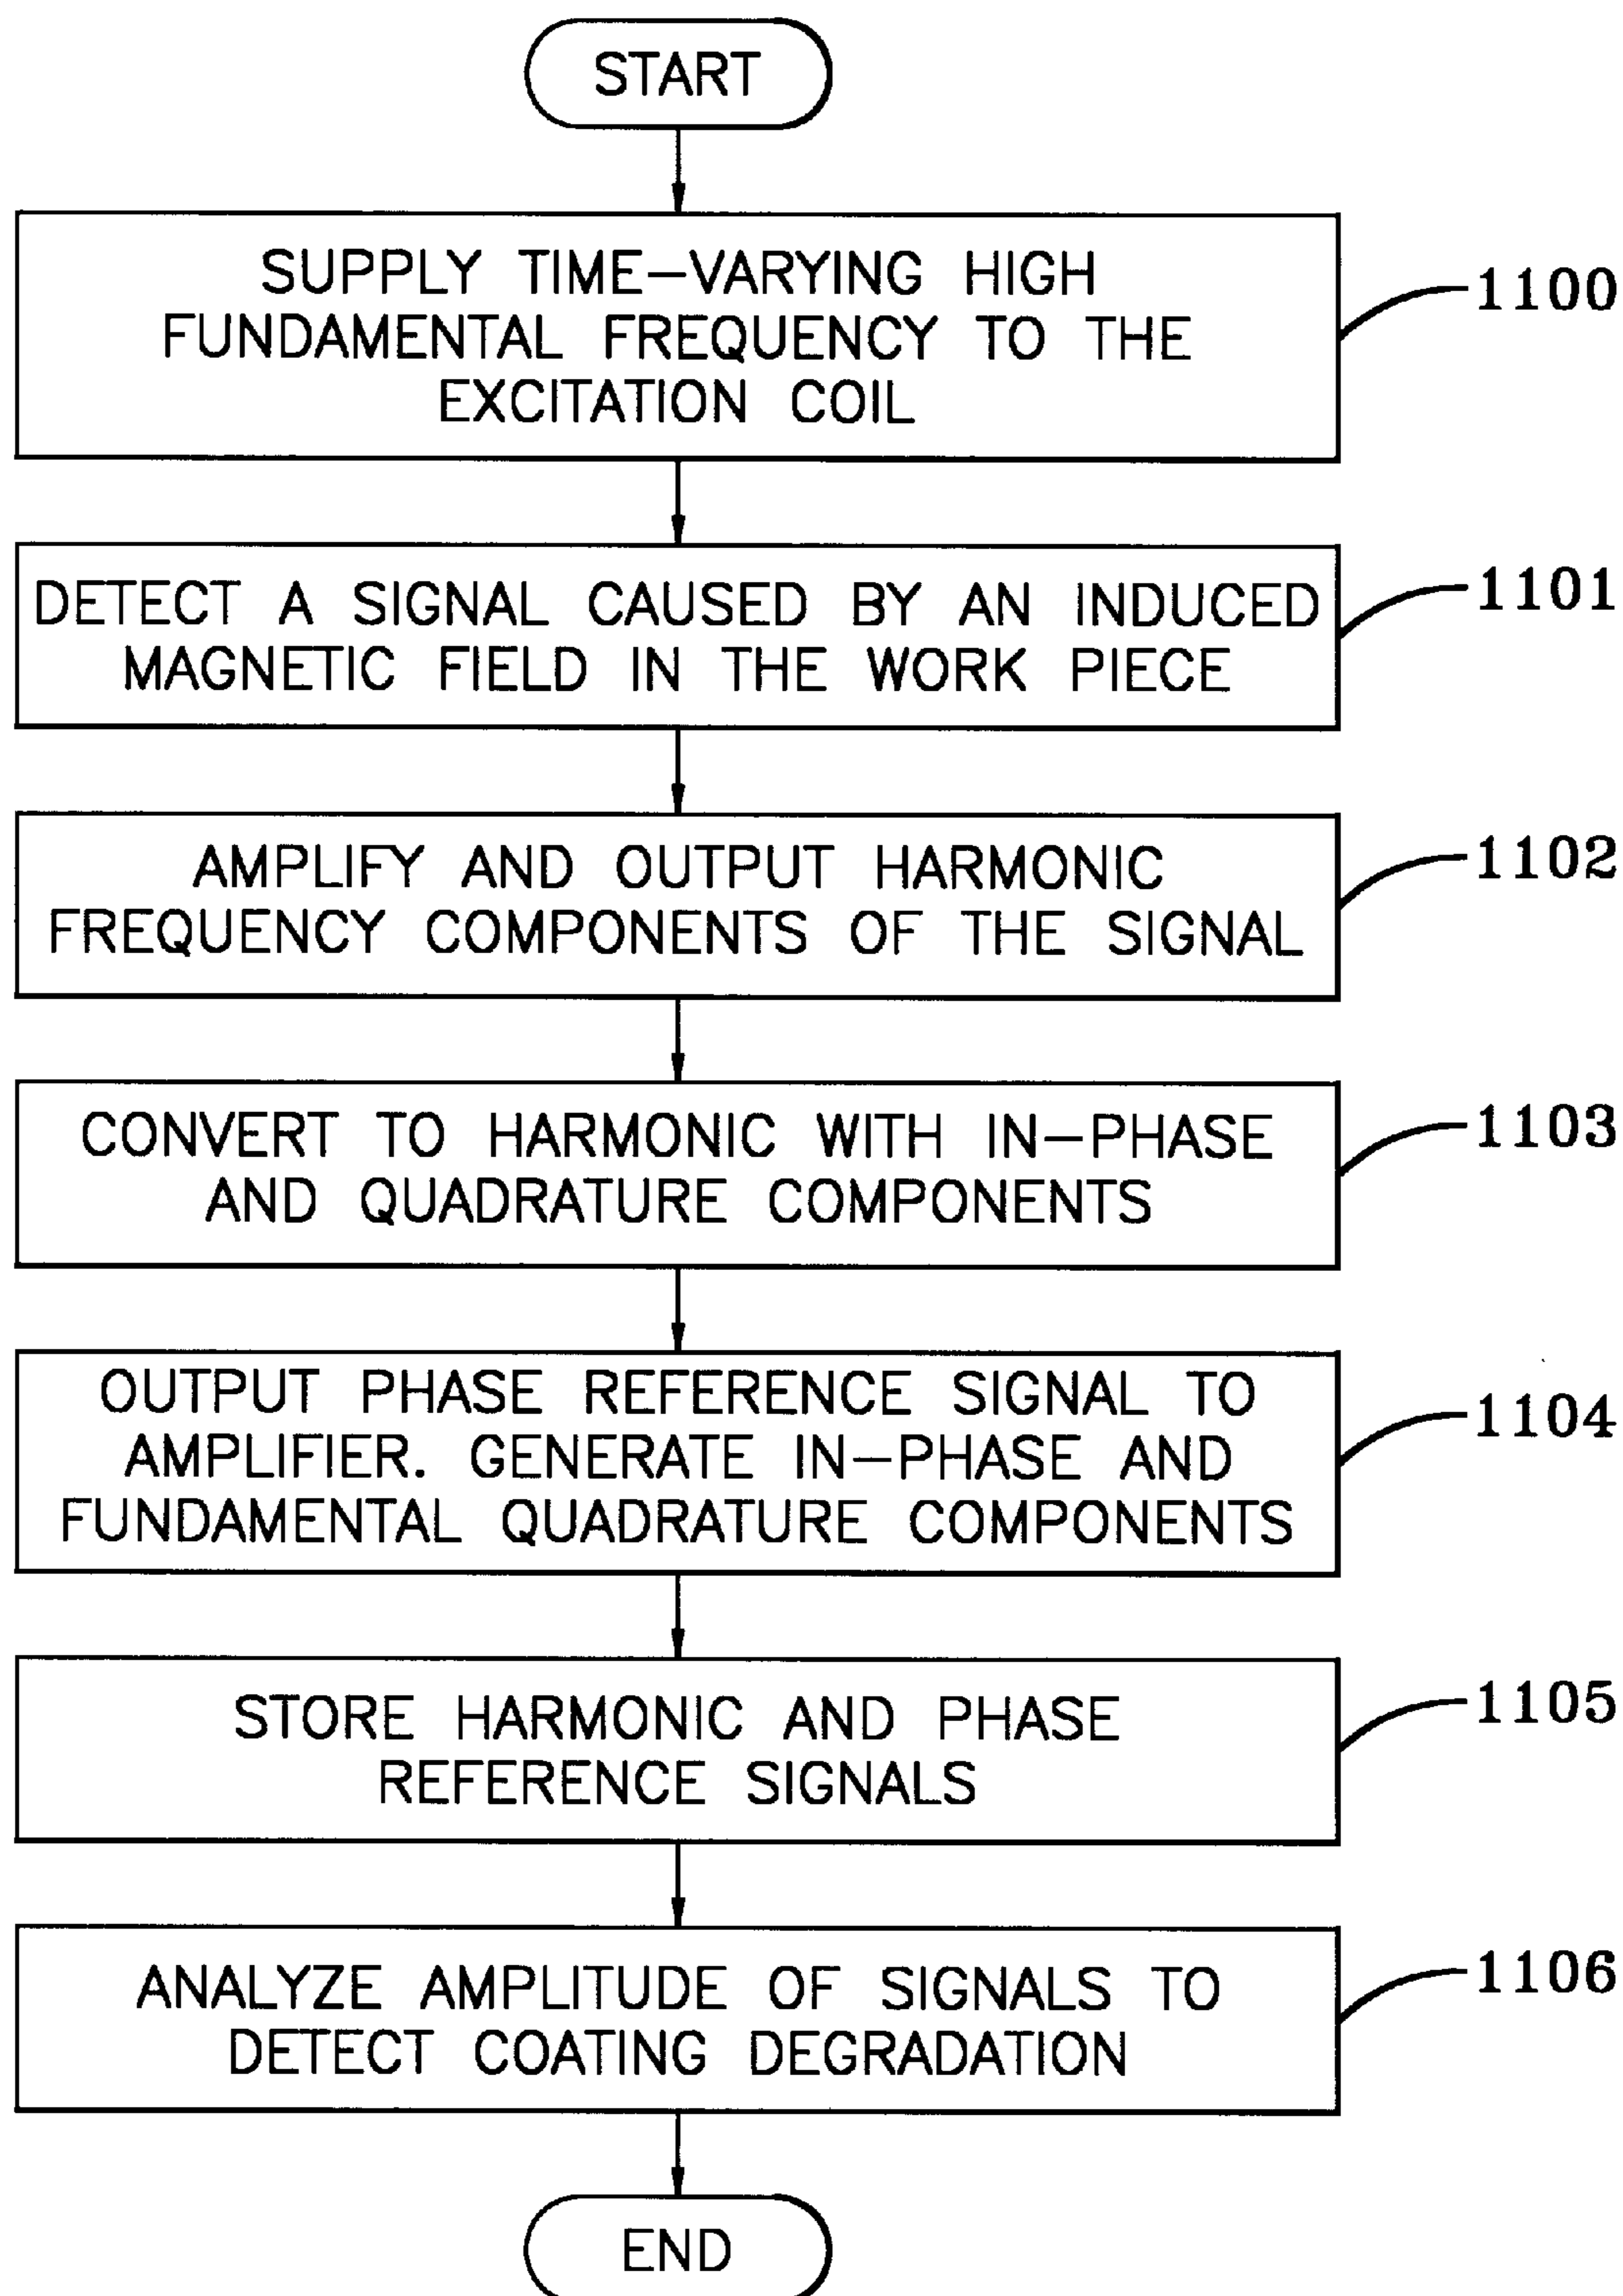 START
SUPPLY TIME-VARYING HIGH
FUNDAMENTAL FREQUENCY TO THE
EXCITATION COIL
1100
DETECT A SIGNAL CAUSED BY AN INDUCED
MAGNETIC FIELD IN THE WORK PIECE
1101
AMPLIFY AND OUTPUT HARMONIC
FREQUENCY COMPONENTS OF THE SIGNAL
1102
CONVERT TO HARMONIC WITH IN-PHASE
AND QUADRATURE COMPONENTS
1103
OUTPUT PHASE REFERENCE SIGNAL TO
AMPLIFIER. GENERATE IN-PHASE AND
FUNDAMENTAL QUADRATURE COMPONENTS
1104
STORE HARMONIC AND PHASE
REFERENCE SIGNALS
1105
ANALYZE AMPLITUDE OF SIGNALS TO
DETECT COATING DEGRADATION
1106
END